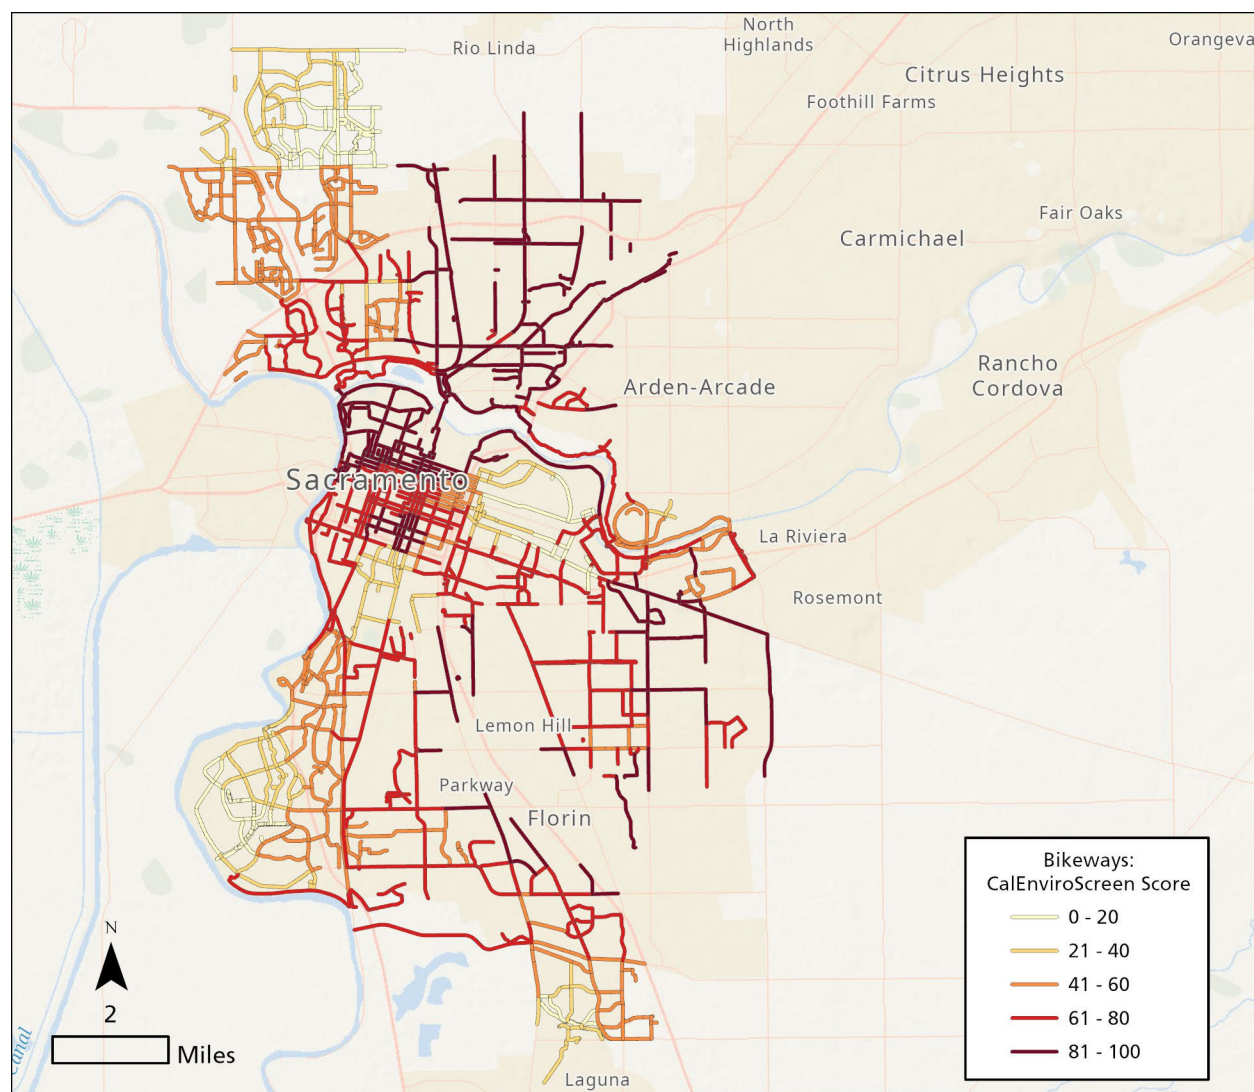 North
Highlands
Rio Linda
Orangeva
Citrus Heights
Foothill Farms
Fair Oaks
Carmichael
Rancho
Cordova
Arden-Arcade
Sacramento
La Riviera
Rosemont
Lemon Hill
Parkway
Florin
Laguna
Canal
N
2
Miles
Bikeways:
CalEnviroScreen Score
0 - 20
21 - 40
41 - 60
61 - 80
81 - 100